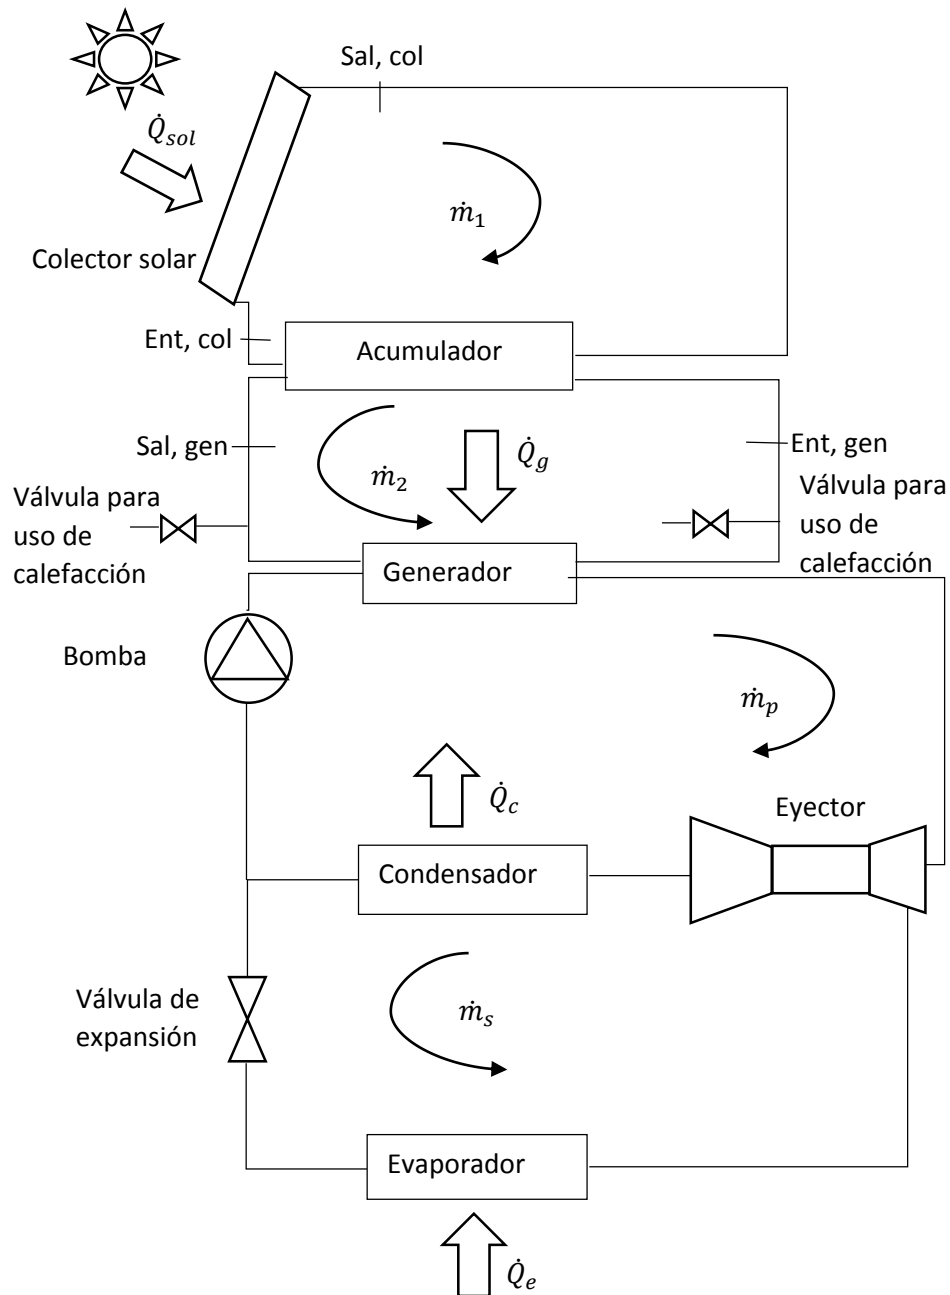 Sal, col
Q̇sol
ṁ1
Colector solar
Ent, col
Acumulador
Sal, gen
ṁ2
Q̇g
Ent, gen
Válvula para
uso de
calefacción
Válvula para
uso de
calefacción
Generador
Bomba
ṁp
Q̇c
Eyector
Condensador
Válvula de
expansión
ṁs
Evaporador
Q̇e